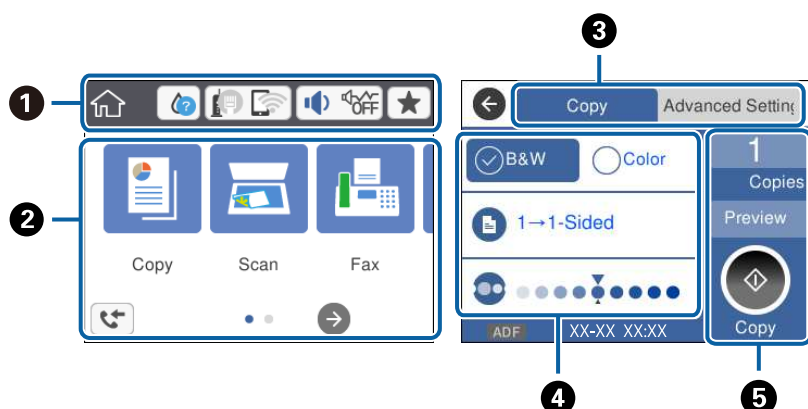 3
1
?
OFF
Copy
Advanced Setting
B&W
Color
1
Copies
2
1→1-Sided
Preview
Copy
Scan
Fax
ADF
XX-XX XX:XX
Copy
4
5